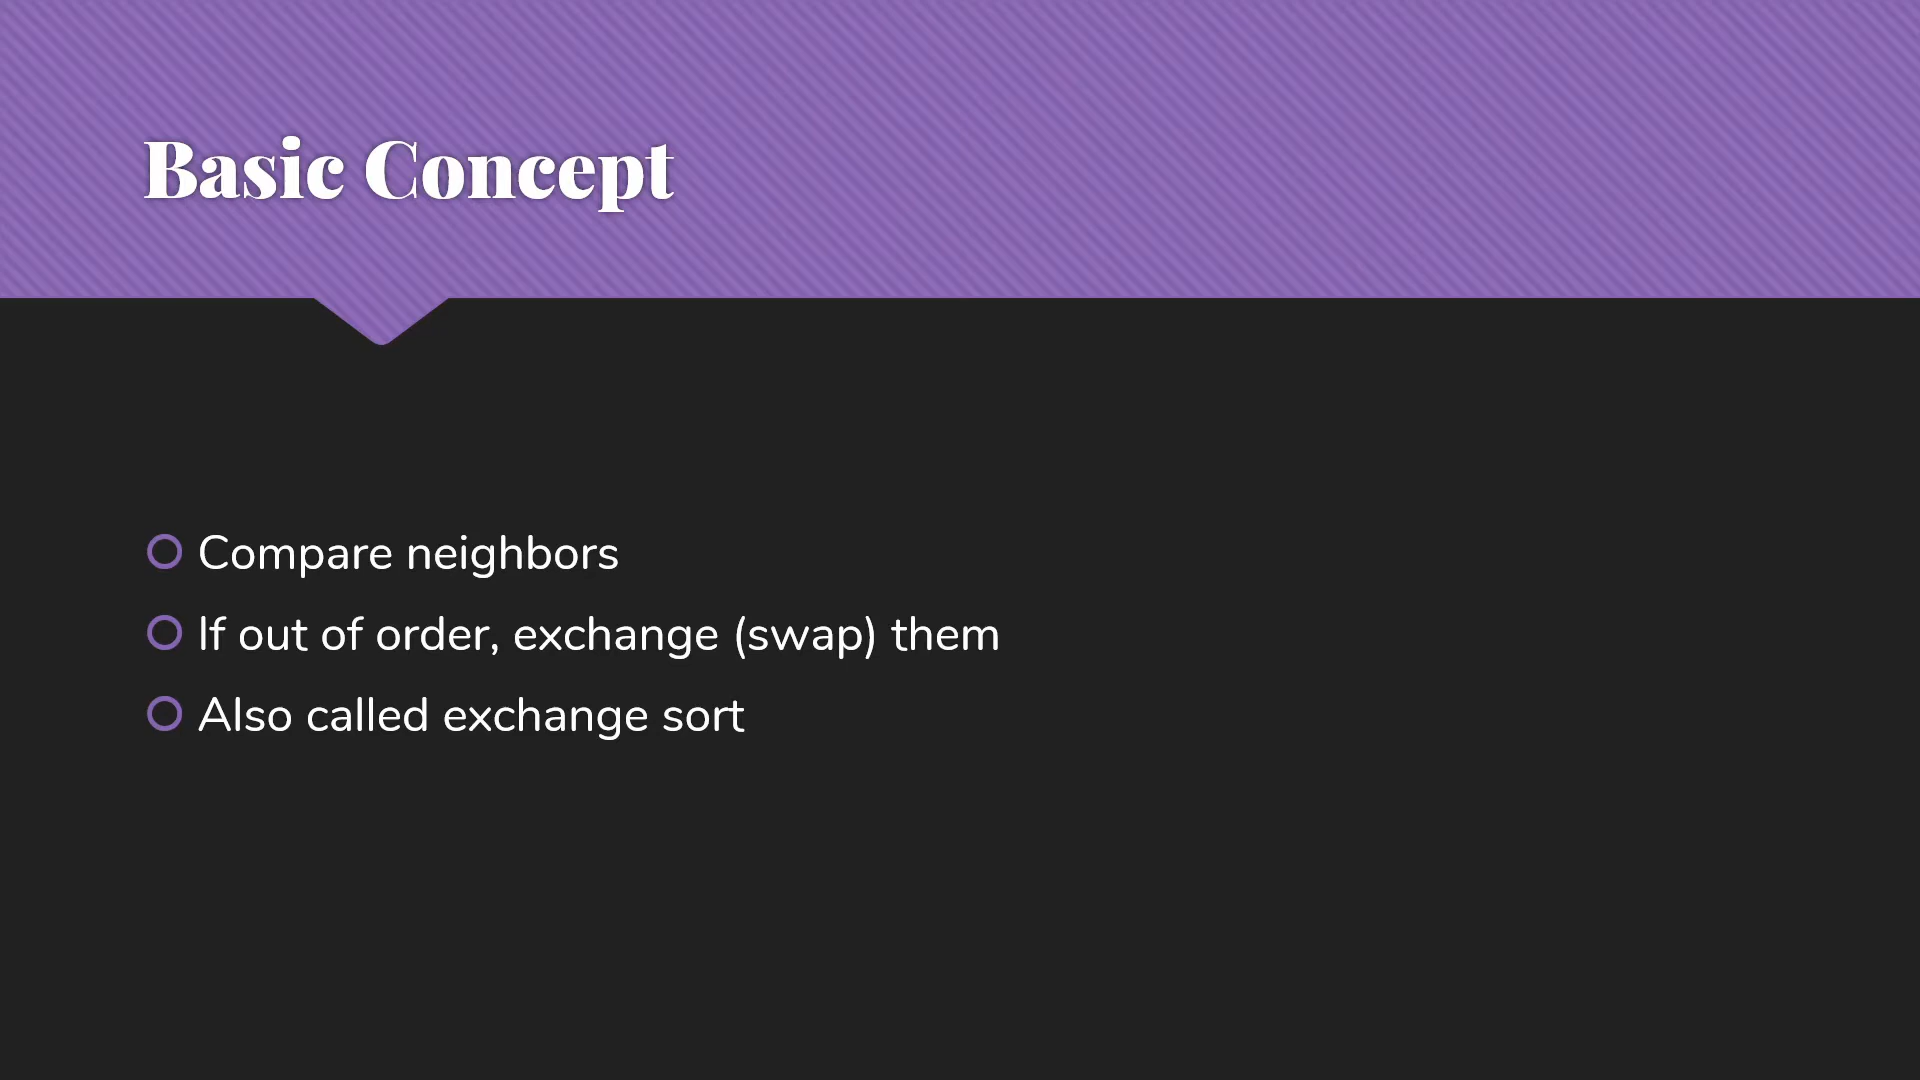 Basic Concept
Compare neighbors
If out of order, exchange (swap) them
Also called exchange sort